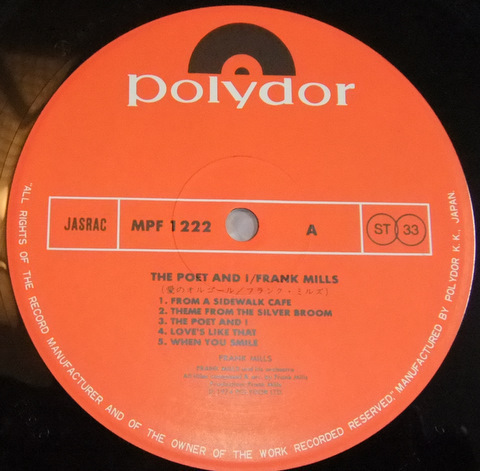 polydor
JASRAC
MPF 1222
A
ST 33
THE POET AND I/FRANK MILLS
(愛のオルゴール/フランク・ミルズ)
1. FROM A SIDEWALK CAFE
2. THEME FROM THE SILVER BROOM
3. THE POET AND I
4. LOVE'S LIKE THAT
5. WHEN YOU SMILE
FRANK MILLS
"ALL RIGHTS OF THE RECORD MANUFACTURER AND OF THE OWNER OF THE WORK RECORDED RESERVED." MANUFACTURED BY POLYDOR K. K., JAPAN.